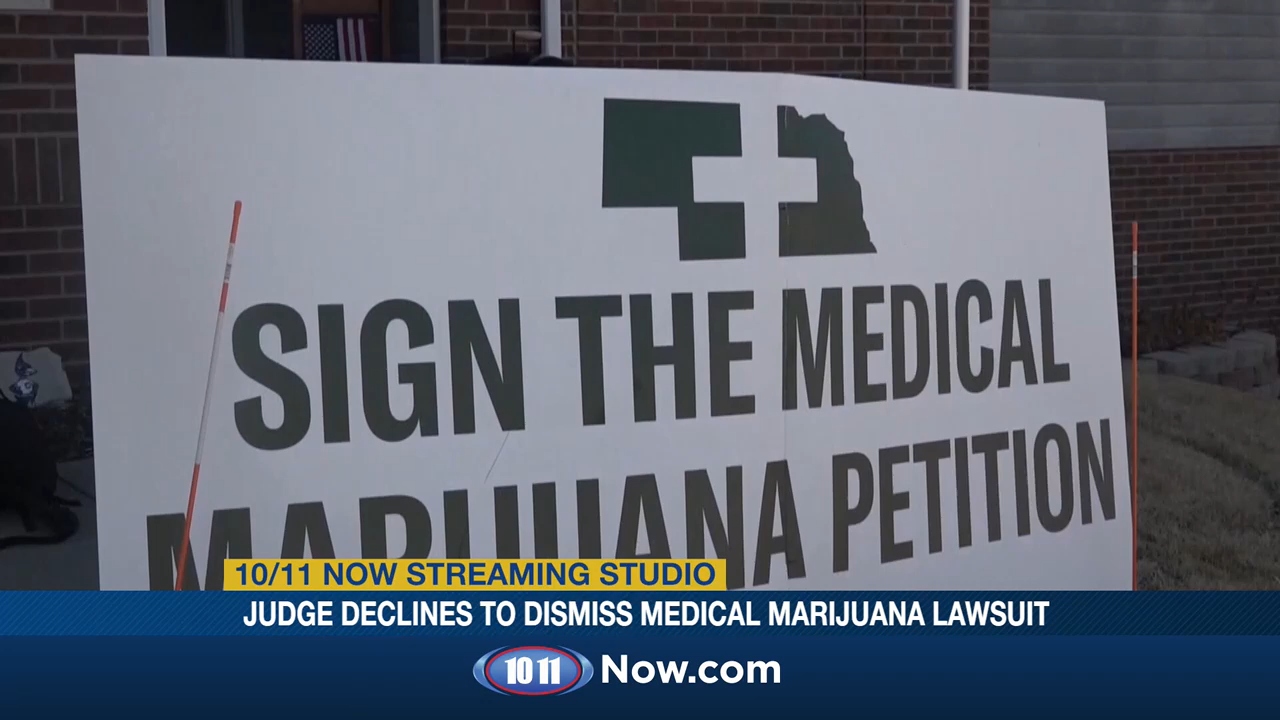 SIGN THE MEDICAL
MARIJUANA PETITION
10/11 NOW STREAMING STUDIO
JUDGE DECLINES TO DISMISS MEDICAL MARIJUANA LAWSUIT
10 11 Now.com